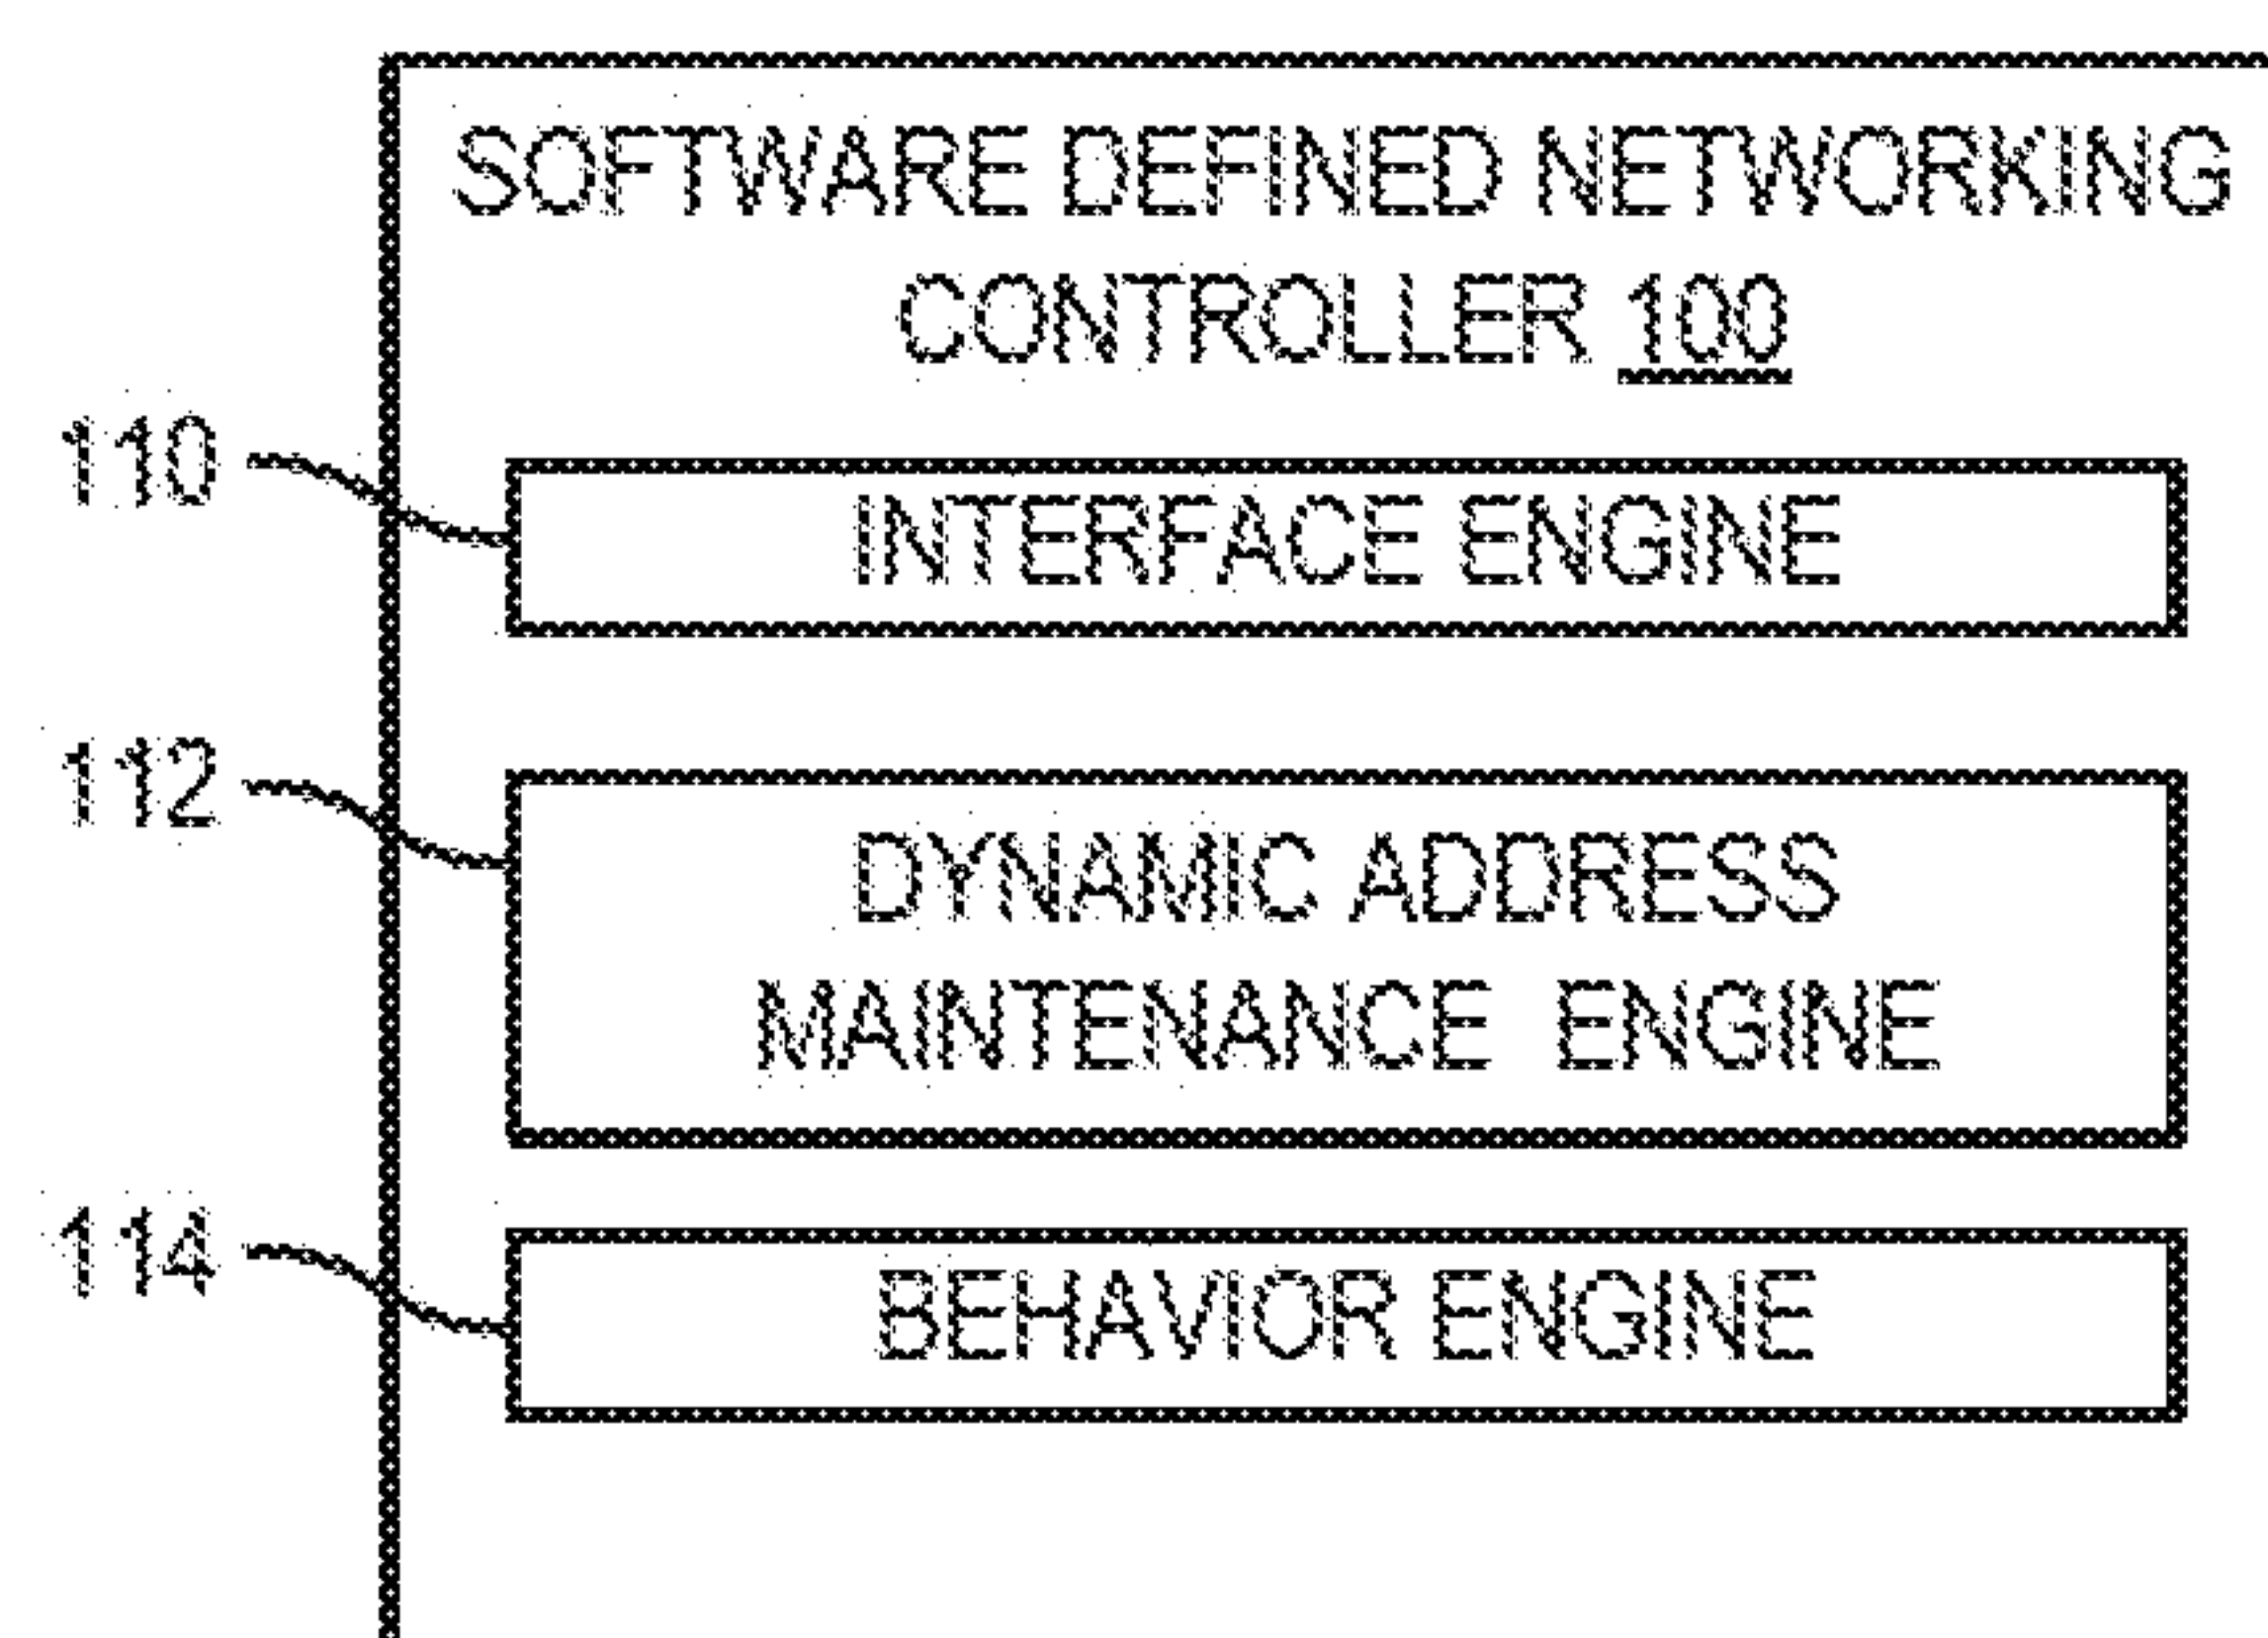 SOFTWARE DEFINED NETWORKING
CONTROLLER 100
110
INTERFACE ENGINE
112
DYNAMIC ADDRESS
MAINTENANCE ENGINE
114
BEHAVIOR ENGINE